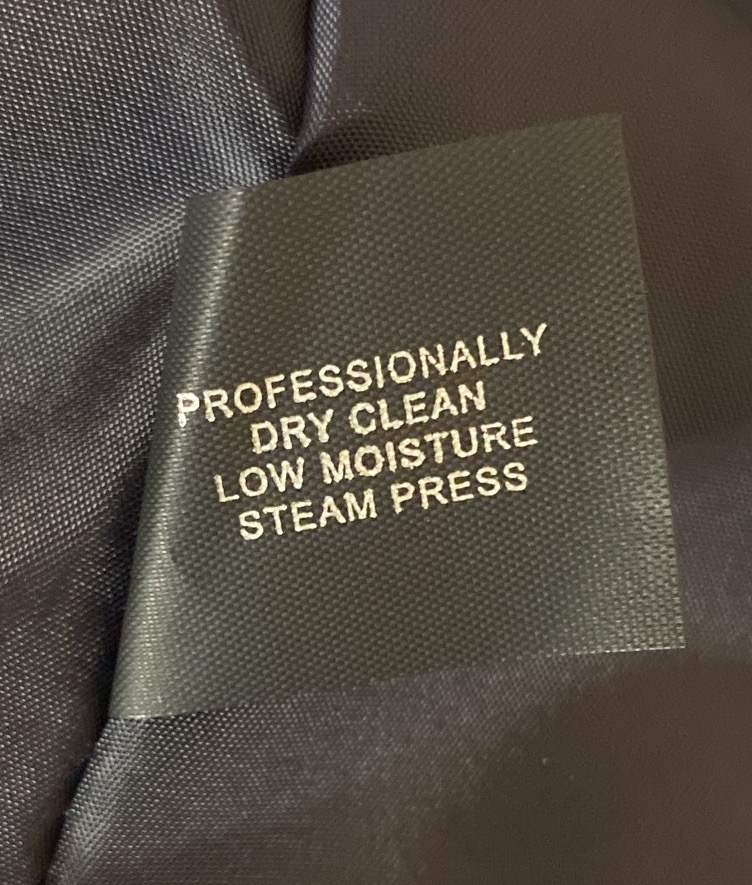 PROFESSIONALLY
DRY CLEAN
LOW MOISTURE
STEAM PRESS